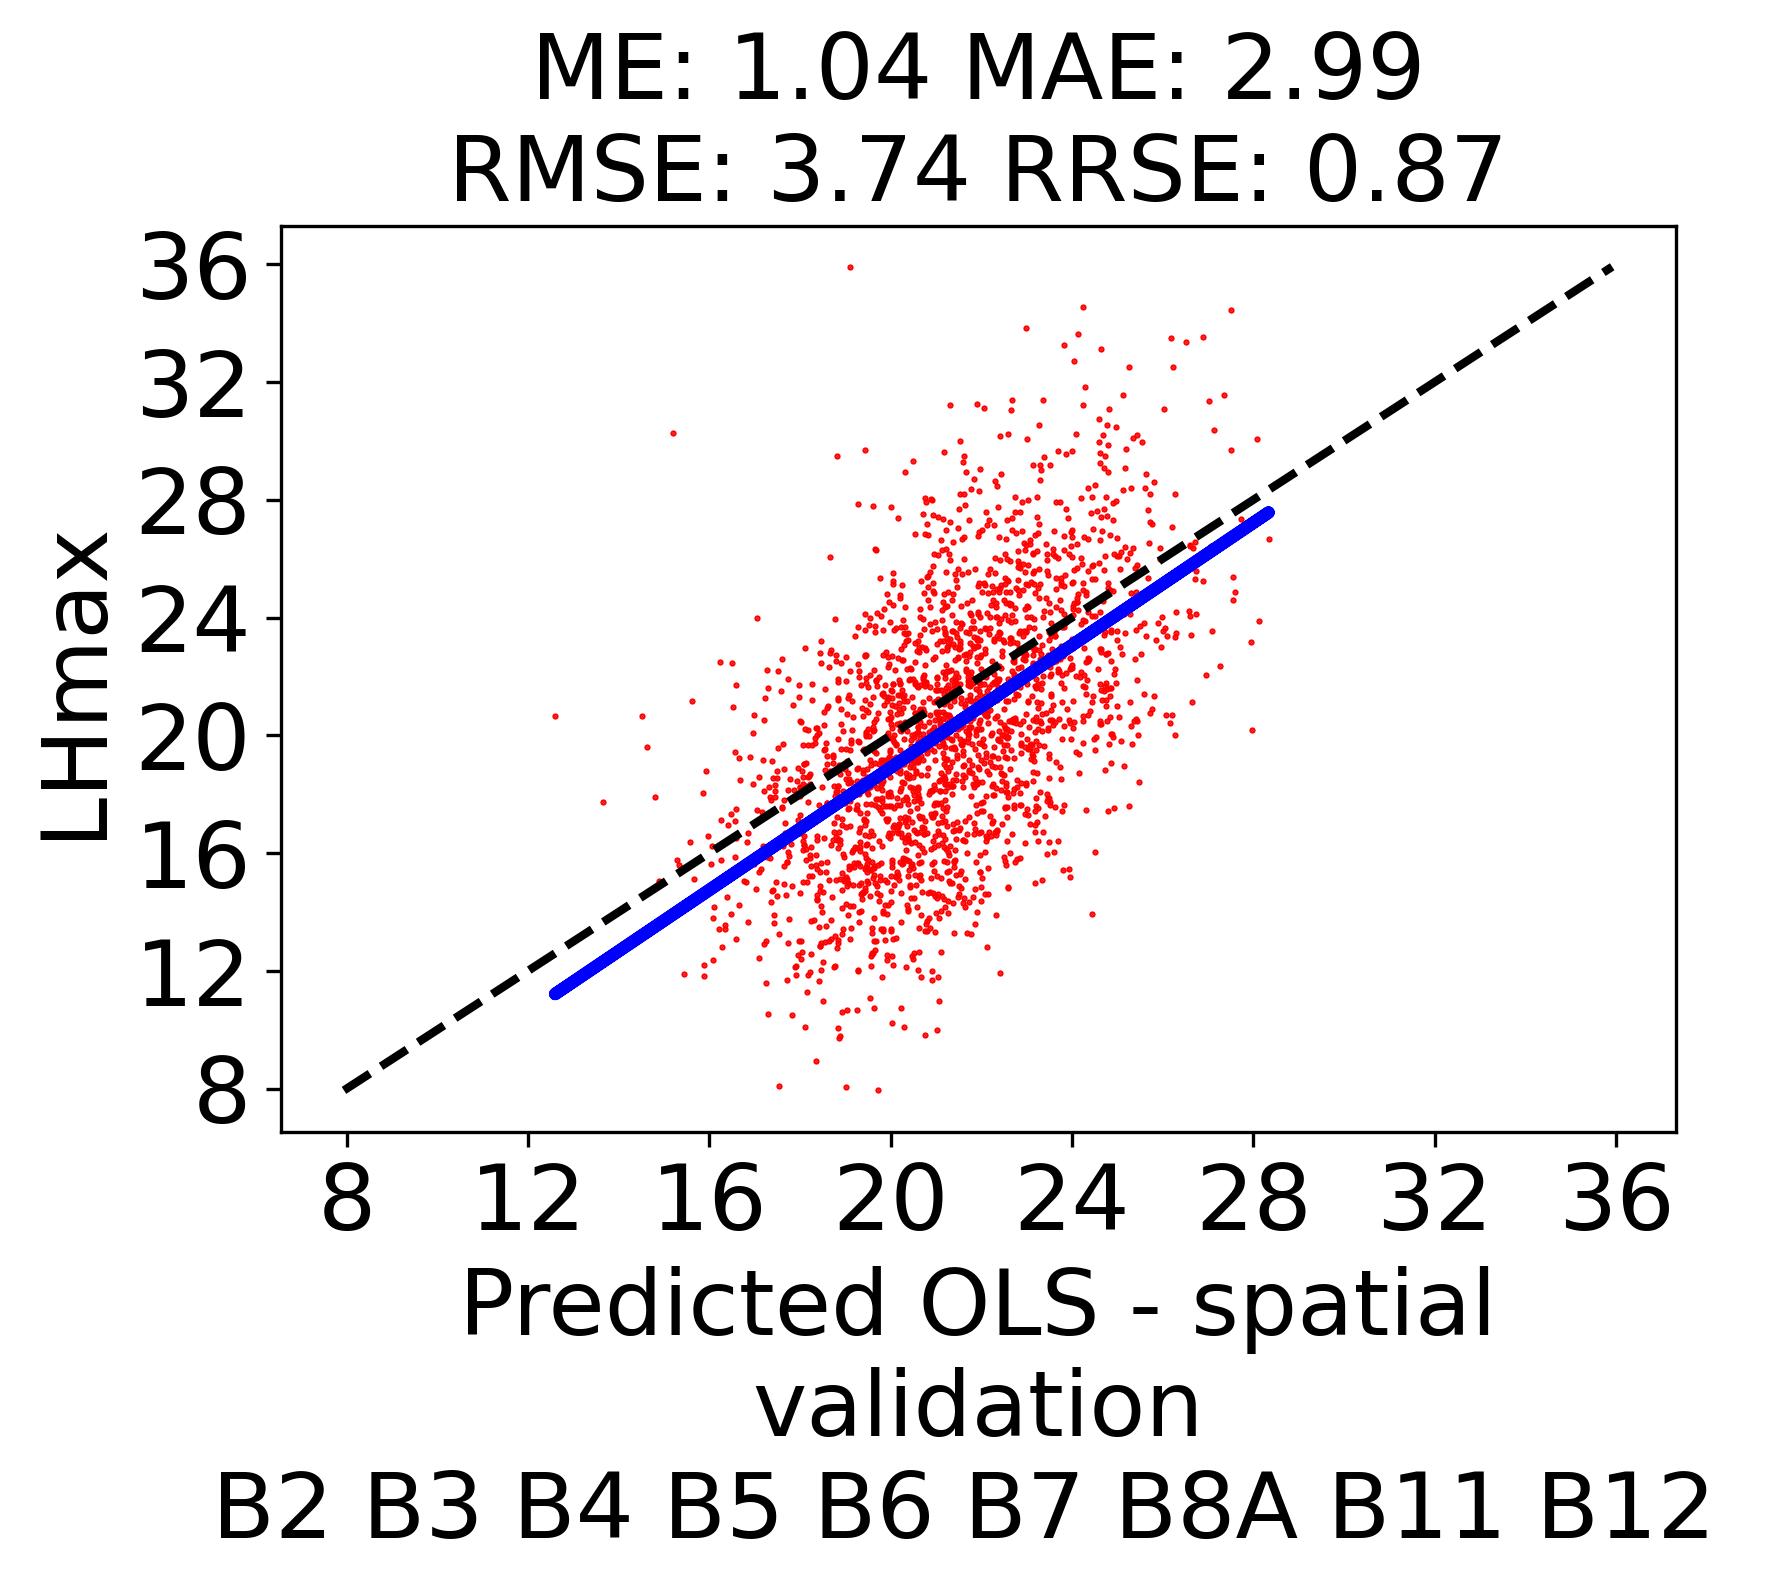 ME: 1.04 MAE: 2.99
RMSE: 3.74 RRSE: 0.87
36
32
28
24
20
16
12
8
LHmax
8 12 16 20 24 28 32 36
Predicted OLS - spatial
validation
B2 B3 B4 B5 B6 B7 B8A B11 B12